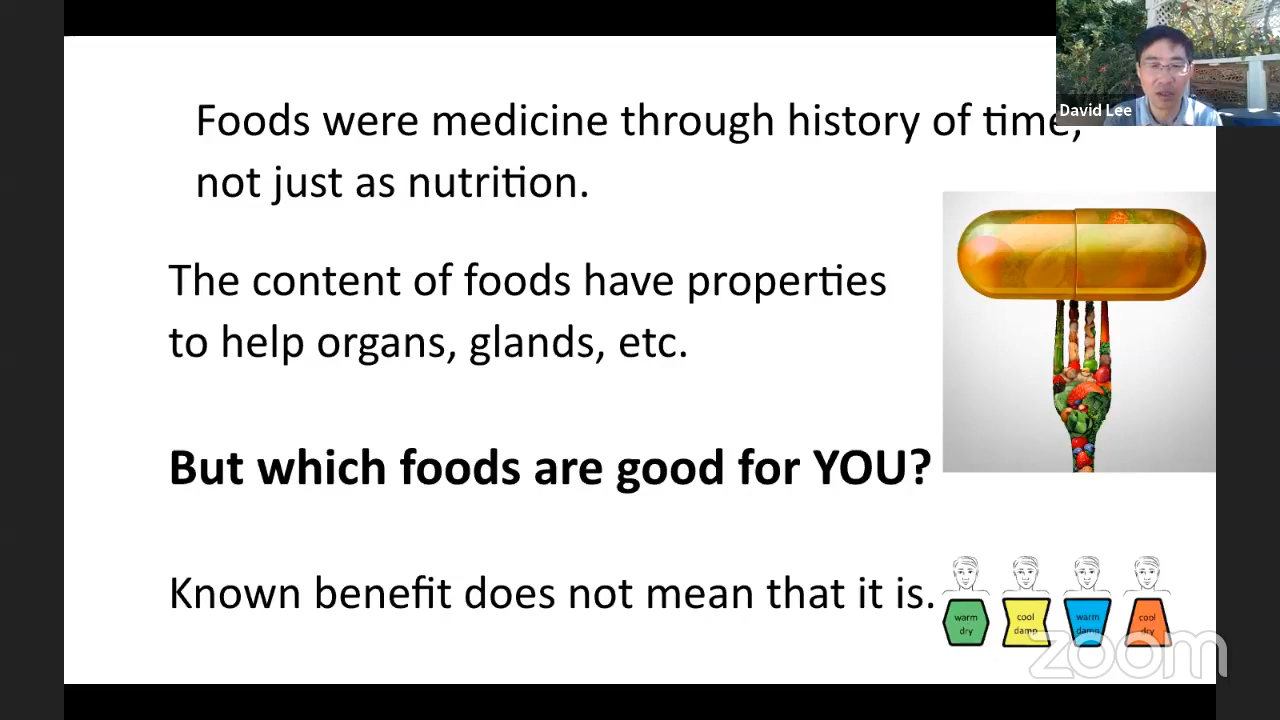 David Lee
Foods were medicine through history of time,
not just as nutrition.
The content of foods have properties
to help organs, glands, etc.
But which foods are good for YOU?
Known benefit does not mean that it is.
warm
dry
cool
damp
warm
damp
cool
dry
zoom